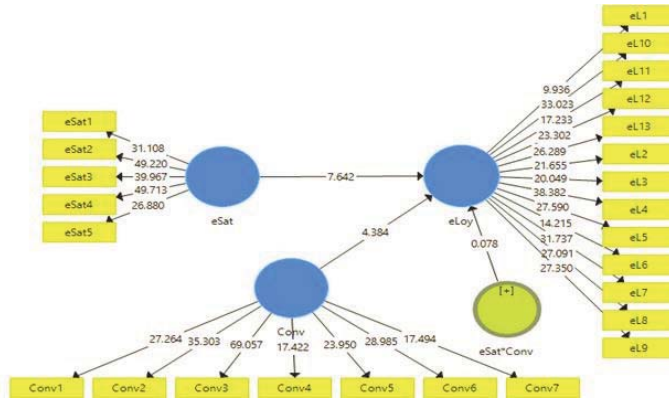 eL1
eL10
eL11
eL12
eL13
eL2
eL3
eL4
eL5
eL6
eL7
eL8
eL9
9.936
33.023
17.233
23.302
26.289
21.655
20.049
38.382
27.590
14.215
31.737
27.091
27.350
eSat1
eSat2
eSat3
eSat4
eSat5
31.108
49.220
39.967
49.713
26.880
eSat
7.642
eLoy
4.384
0.078
[+]
eSat*Conv
Conv
27.264
35.303
69.057
17.422
23.950
28.985
17.494
Conv1
Conv2
Conv3
Conv4
Conv5
Conv6
Conv7